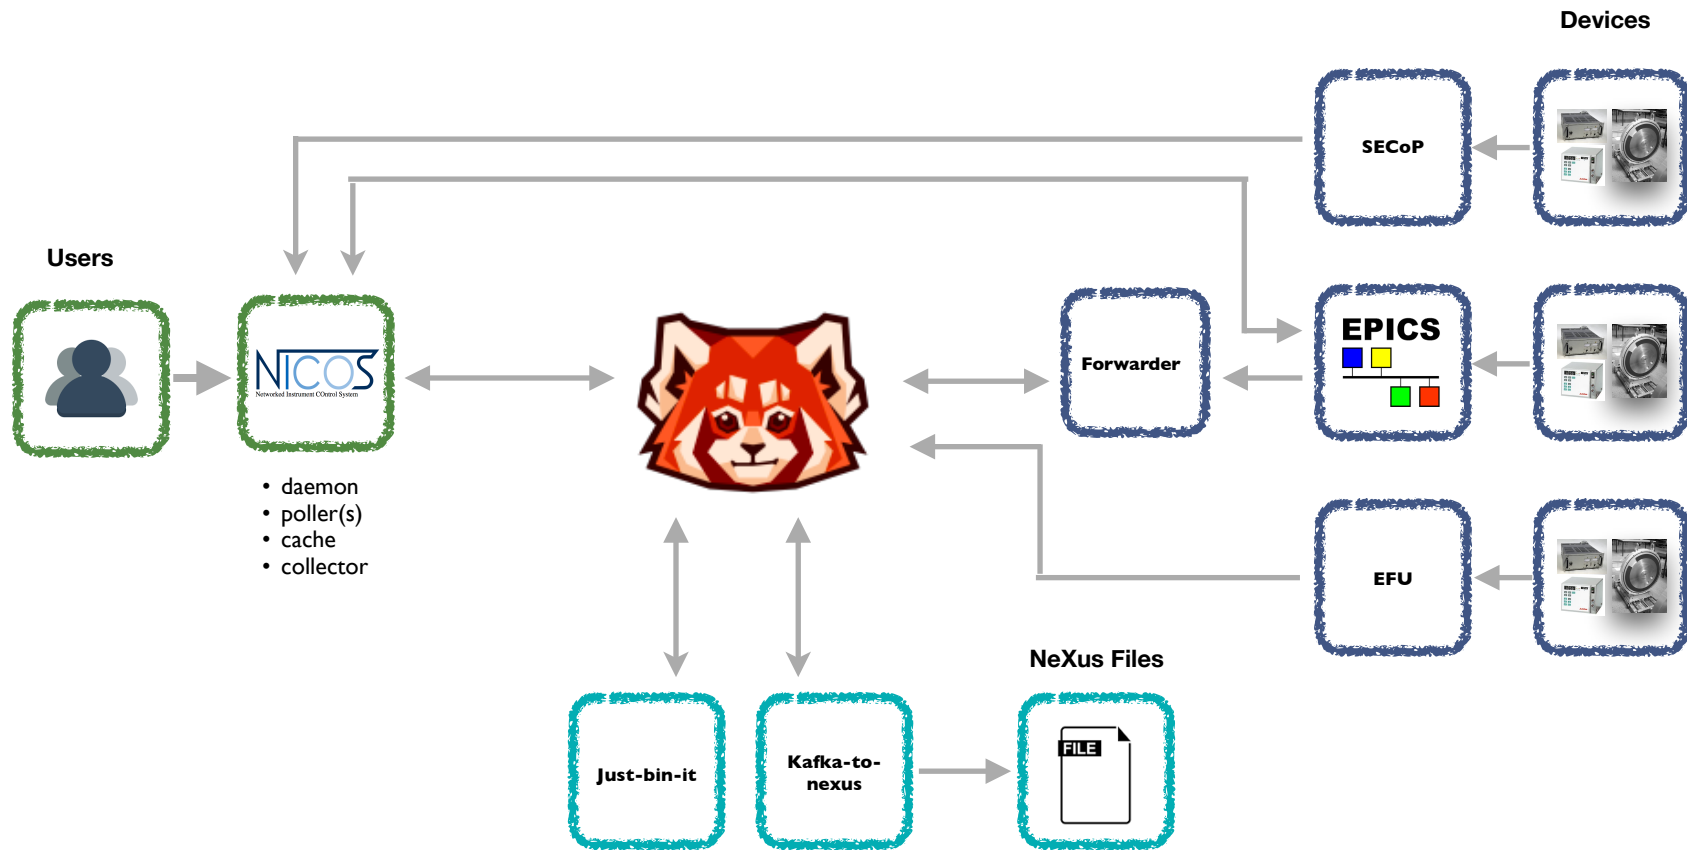 Devices
SECoP
Users
NICOS
Networked Instrument COntrol System
Forwarder
EPICS
• daemon
• poller(s)
• cache
• collector
EFU
NeXus Files
Just-bin-it
Kafka-to-
nexus
FILE